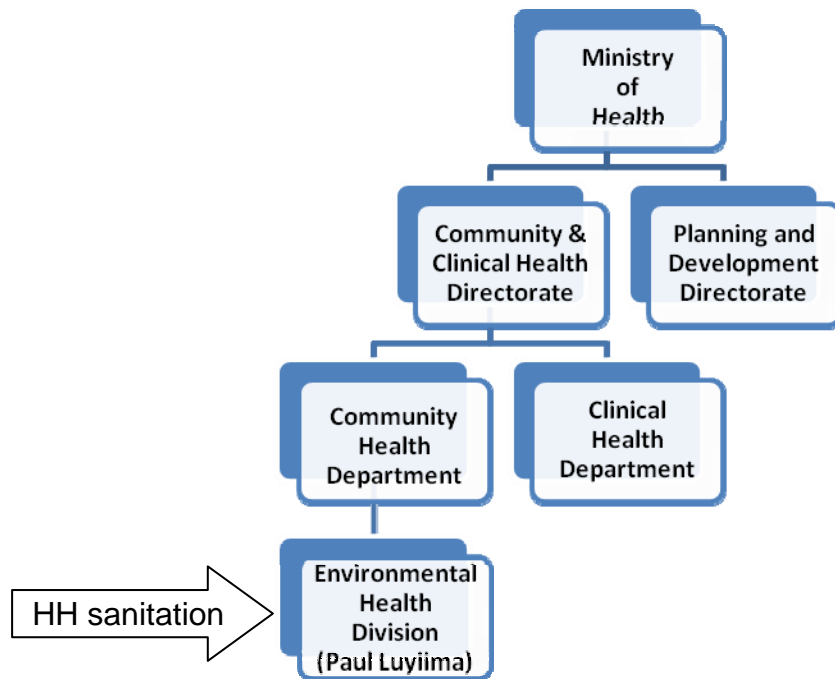 Ministry
of
Health
Community &
Clinical Health
Directorate
Planning and
Development
Directorate
Community
Health
Department
Clinical
Health
Department
HH sanitation
Environmental
Health
Division
(Paul Luyiima)